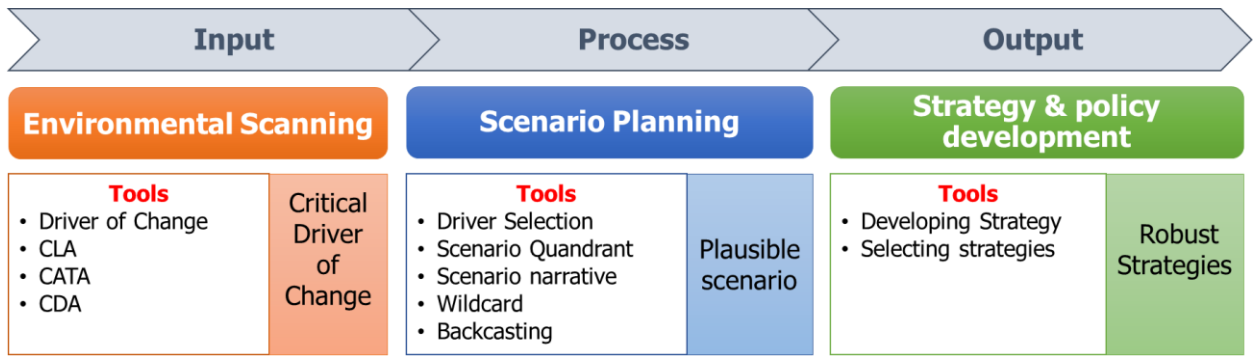 Input
Process
Output
Environmental Scanning
Scenario Planning
Strategy & policy
development
Tools
• Driver of Change
• CLA
• CATA
• CDA
Critical
Driver
of
Change
Tools
• Driver Selection
• Scenario Quandrant
• Scenario narrative
• Wildcard
• Backcasting
Plausible
scenario
Tools
• Developing Strategy
• Selecting strategies
Robust
Strategies